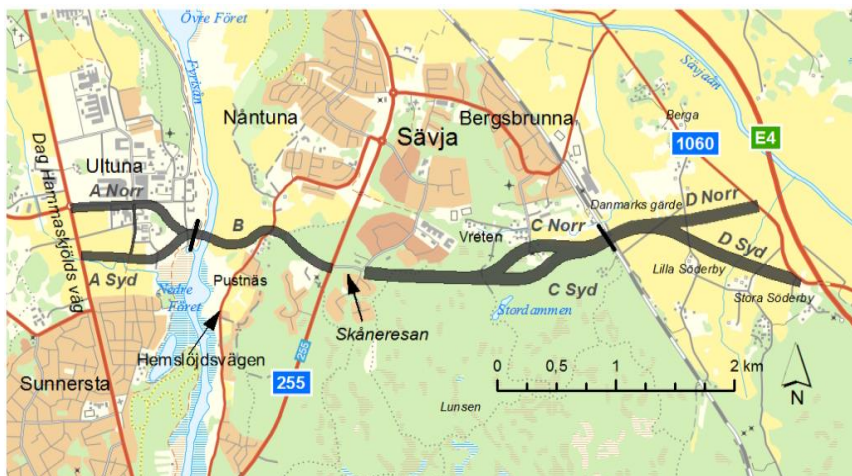 Övre Föret
Fyrisån
Nåntuna
Sävja
Bergsbrunna
Sävjaån
Berga
E4
1060
Ultuna
A Norr
Dag Hammaskjölds väg
B
Danmarks gärde
D Norr
Vreten
C Norr
D Syd
A Syd
Pustnäs
Lilla Söderby
C Syd
Nedre
Föret
Stora Söderby
Stordammen
Skåneresan
255
Hemslöjdsvägen
0 0,5 1 2 km
Sunnersta
255
Lunsen
N